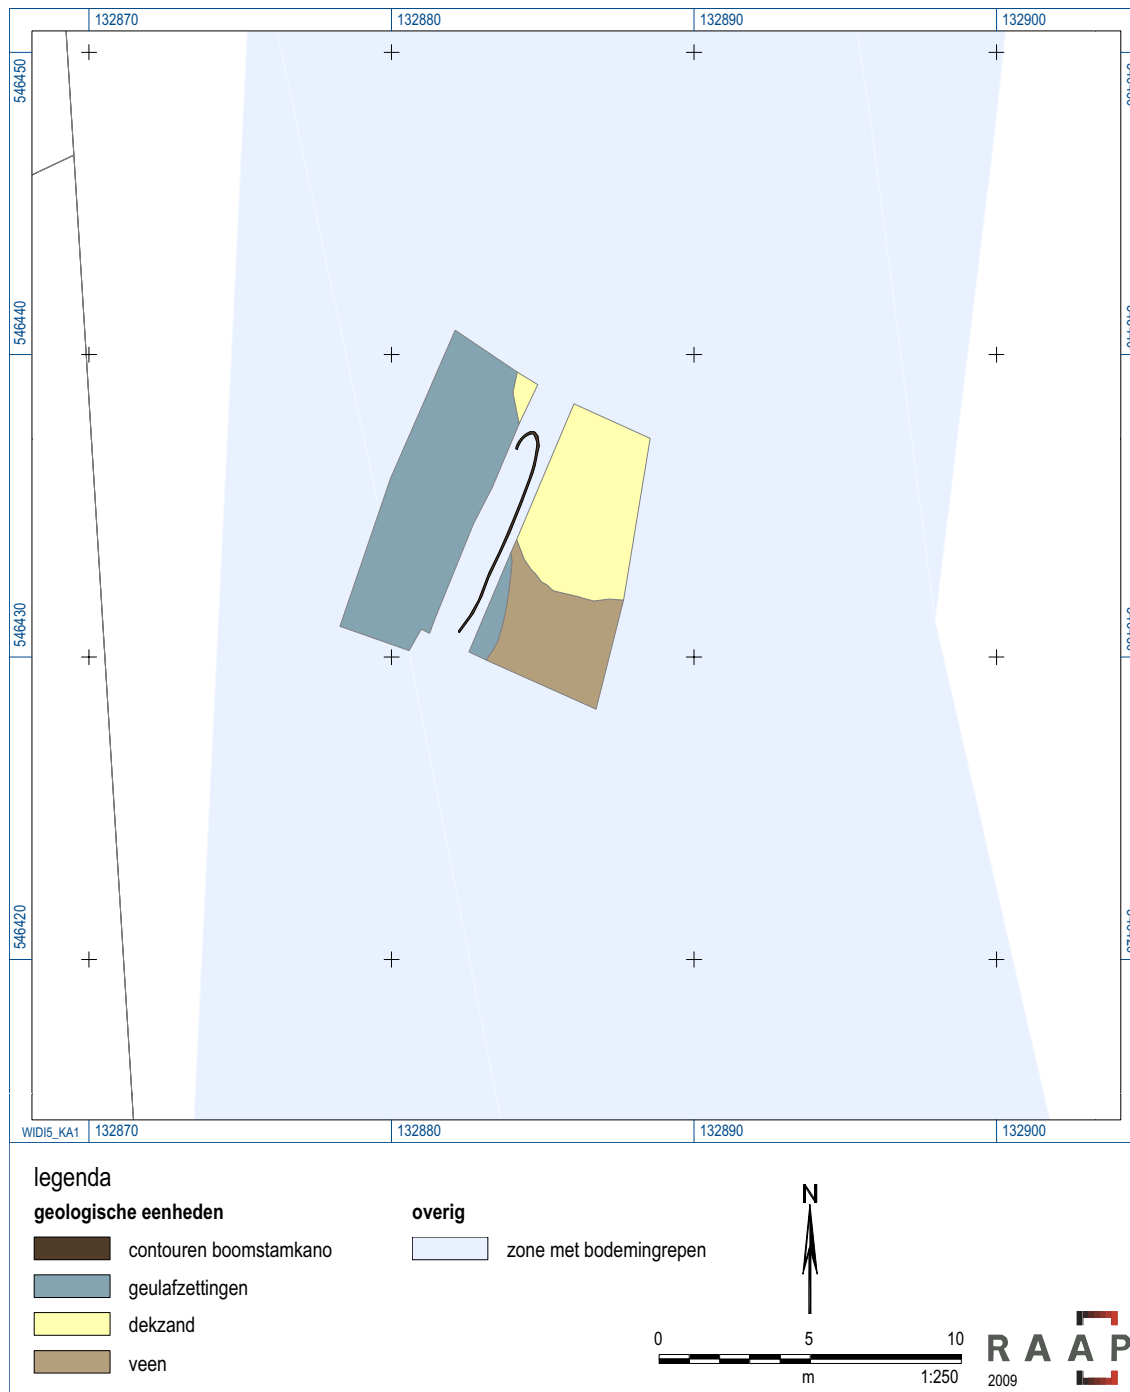 132870 132880 132890 132900
546450
546440
546430
546420
WIDI5_KA1 132870 132880 132890 132900
legenda
geologische eenheden
contouren boomstamkano
geulafzettingen
dekzand
veen
overig
zone met bodemingrepen
N
0 5 10
m 1:250
RAAP
2009